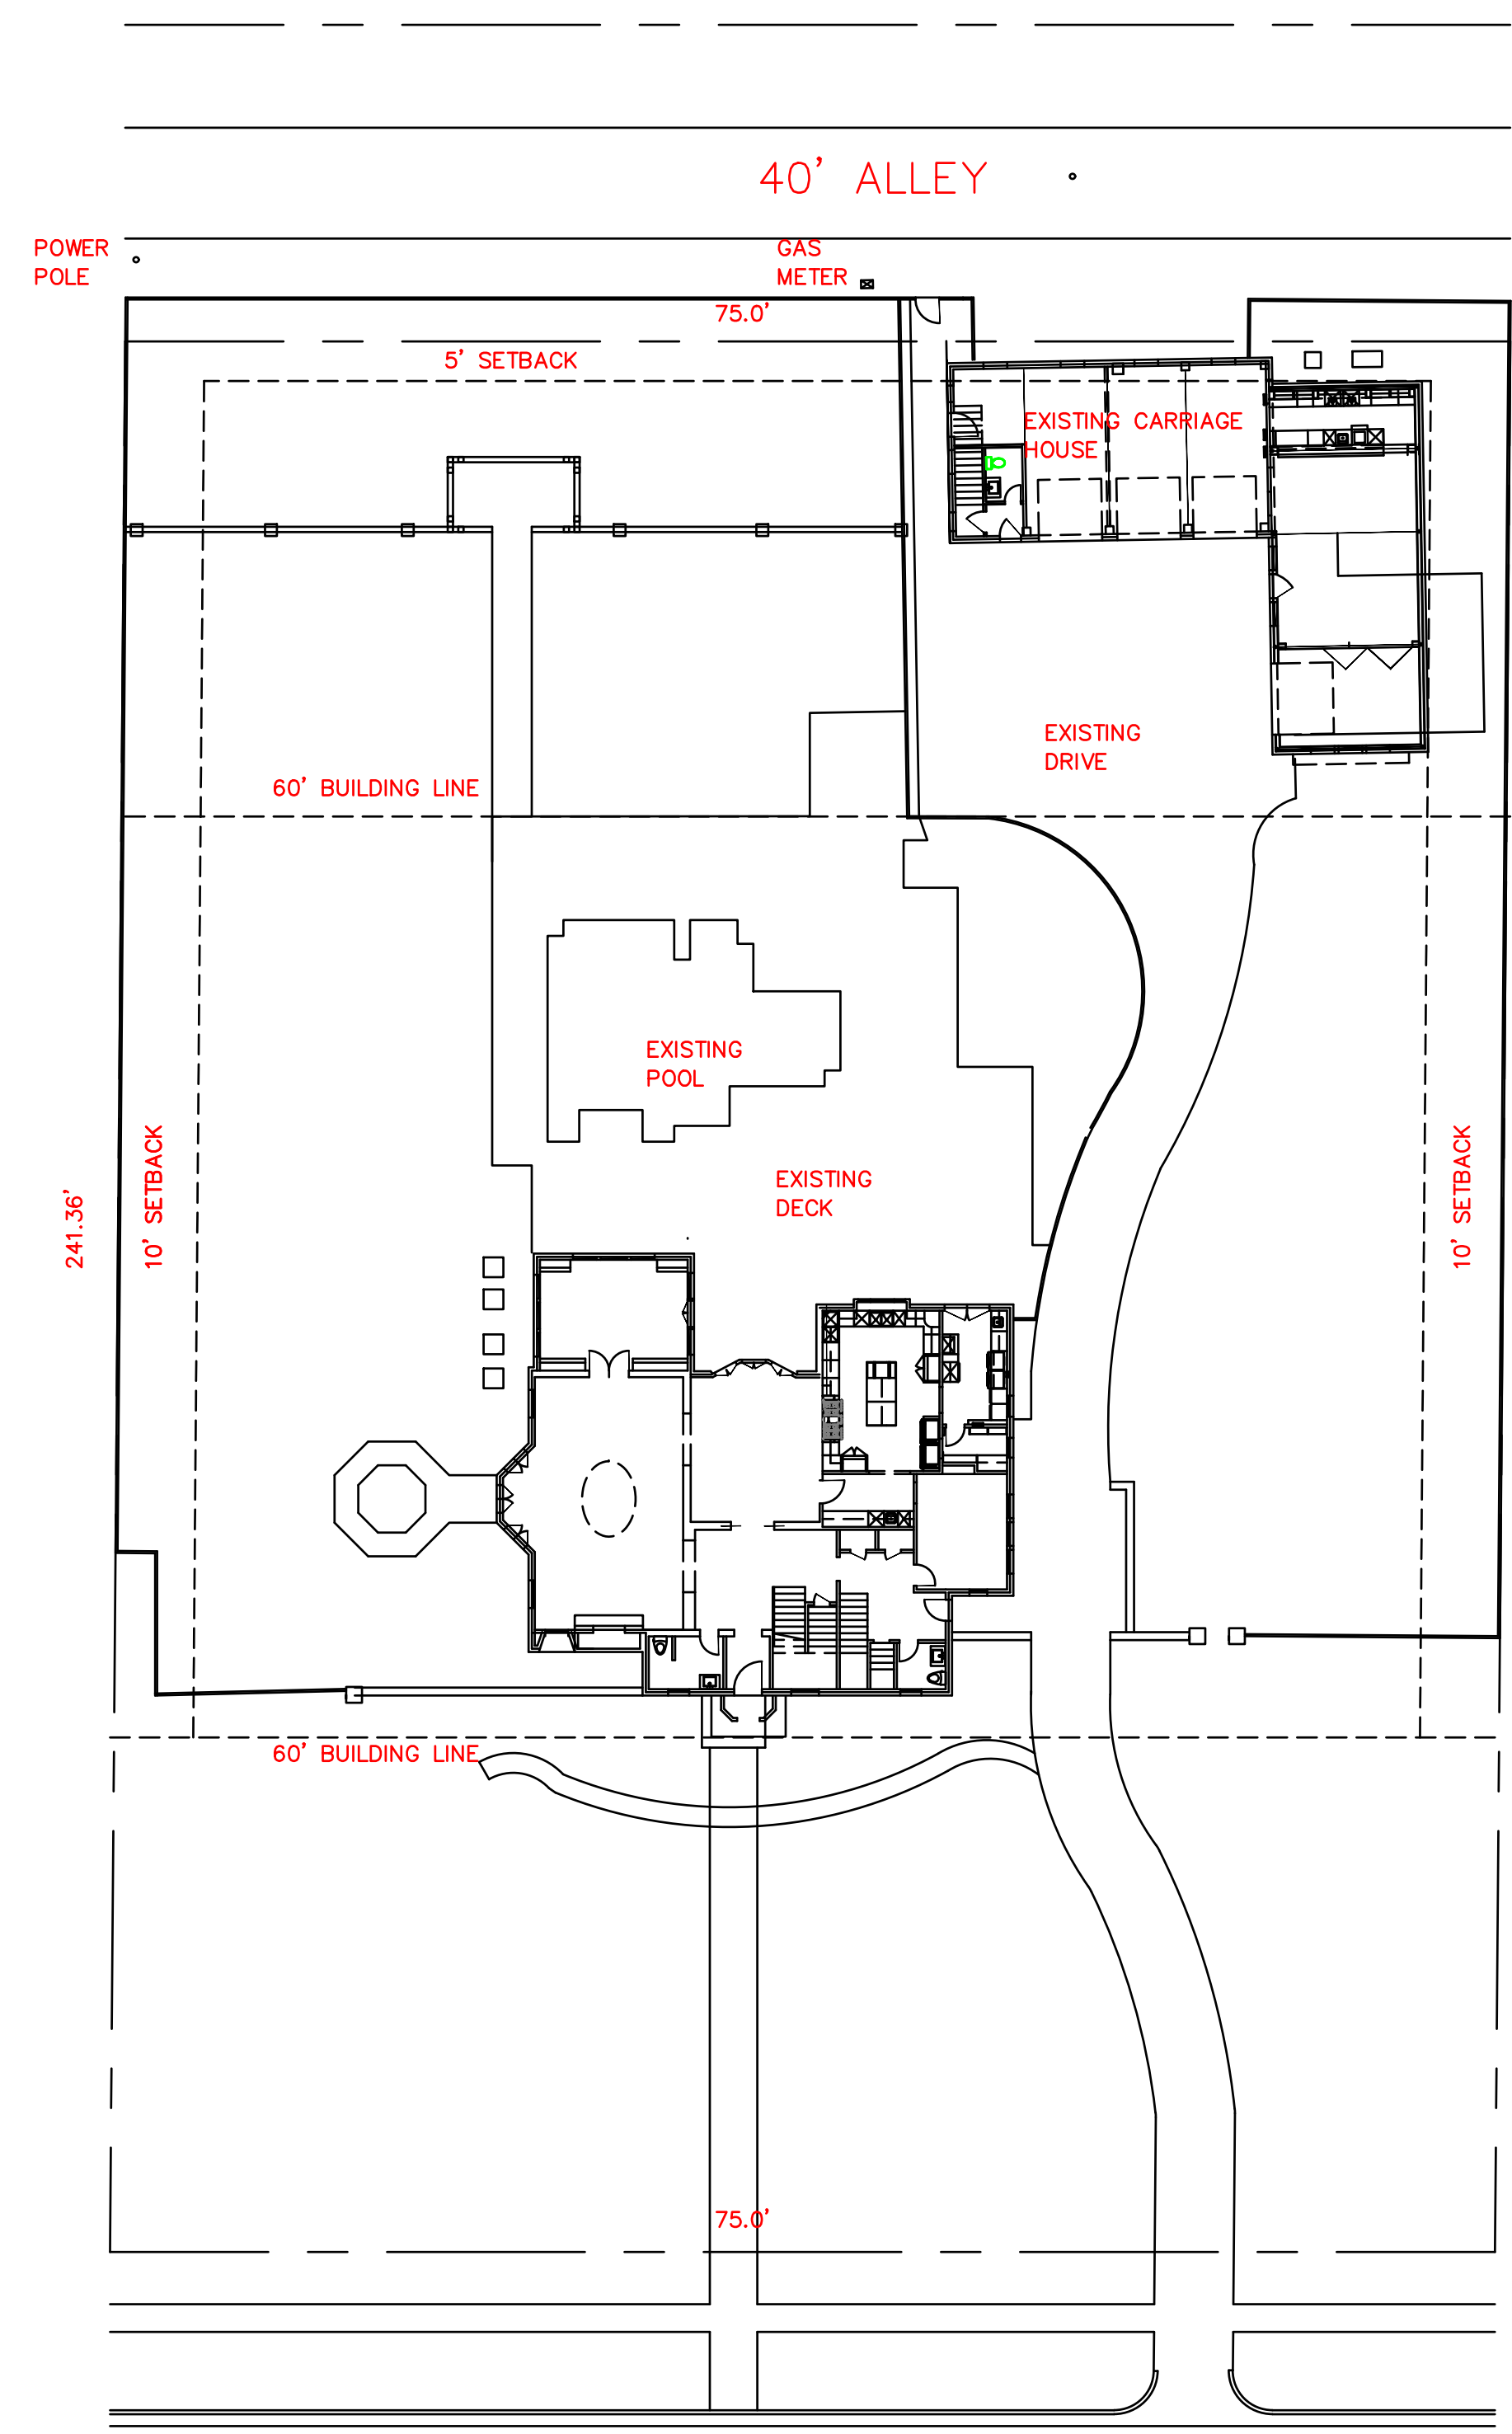 40' ALLEY
POWER
POLE
GAS
METER
75.0'
5' SETBACK
EXISTING CARRIAGE
HOUSE
EXISTING
DRIVE
60' BUILDING LINE
EXISTING
POOL
EXISTING
DECK
241.36'
10' SETBACK
10' SETBACK
60' BUILDING LINE
75.0'